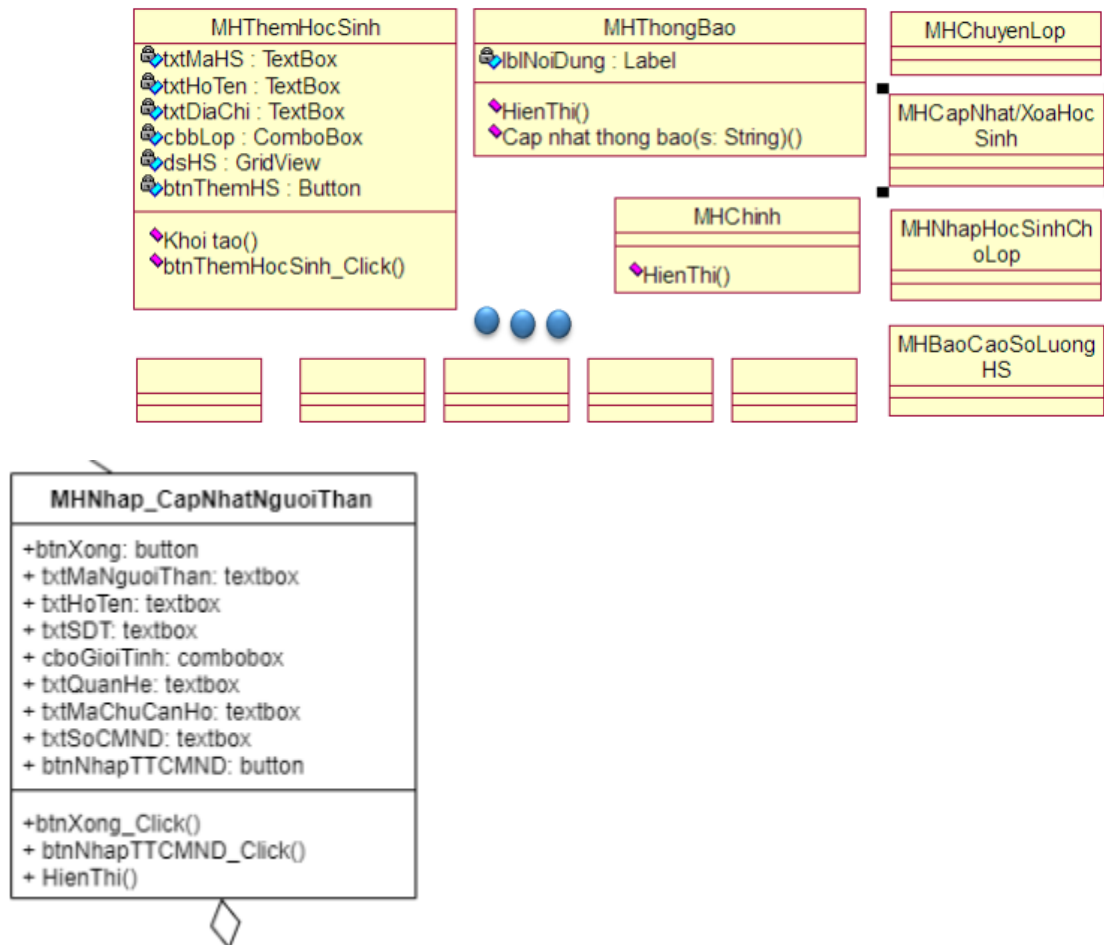 MHThemHocSinh
txtMaHS : TextBox
txtHoTen : TextBox
txtDiaChi : TextBox
cbbLop : ComboBox
dsHS : GridView
btnThemHS : Button
Khoi tao()
btnThemHocSinh_Click()
MHThongBao
lblNoiDung : Label
HienThi()
Cap nhat thong bao(s: String)()
MHChinh
HienThi()
MHChuyenLop
MHCapNhat/XoaHoc
Sinh
MHNhapHocSinhCh
oLop
MHBaoCaoSoLuong
HS
MHNhap_CapNhatNguoiThan
+btnXong: button
+ txtMaNguoiThan: textbox
+ txtHoTen: textbox
+ txtSDT: textbox
+ cboGioiTinh: combobox
+ txtQuanHe: textbox
+ txtMaChuCanHo: textbox
+ txtSoCMND: textbox
+ btnNhapTTCMND: button
+btnXong_Click()
+ btnNhapTTCMND_Click()
+ HienThi()